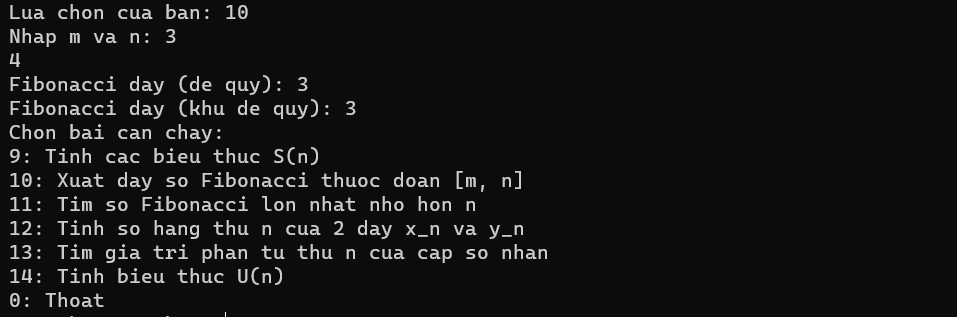 Lua chon cua ban: 10
Nhap m va n: 3
4
Fibonacci day (de quy): 3
Fibonacci day (khu de quy): 3
Chon bai can chay:
9: Tinh cac bieu thuc S(n)
10: Xuat day so Fibonacci thuoc doan [m, n]
11: Tim so Fibonacci lon nhat nho hon n
12: Tinh so hang thu n cua 2 day x_n va y_n
13: Tim gia tri phan tu thu n cua cap so nhan
14: Tinh bieu thuc U(n)
0: Thoat